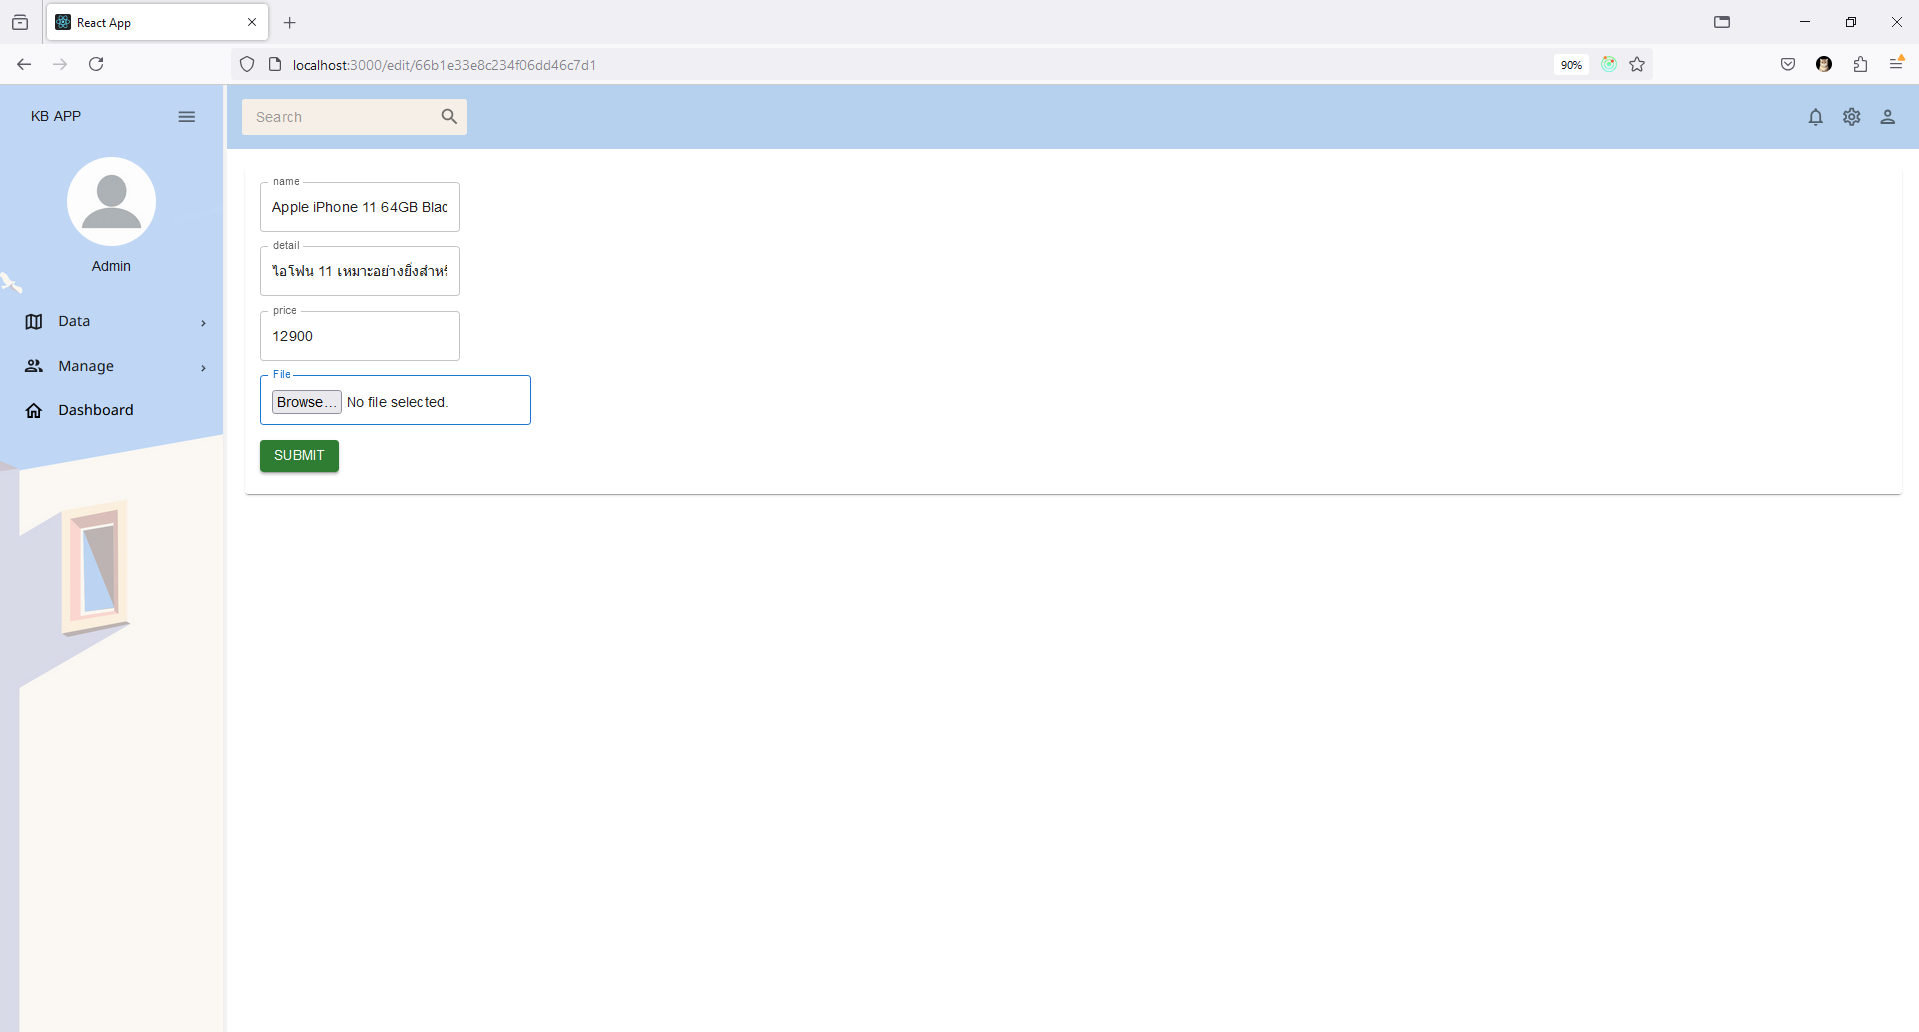 React App
localhost:3000/edit/66b1e33e8c234f06dd46c7d1
90%
KB APP
Search
Admin
Data
Manage
Dashboard
name
Apple iPhone 11 64GB Blac
detail
ไอโฟน 11 เหมาะอย่างยิ่งสำหรั
price
12900
File
Browse… No file selected.
SUBMIT